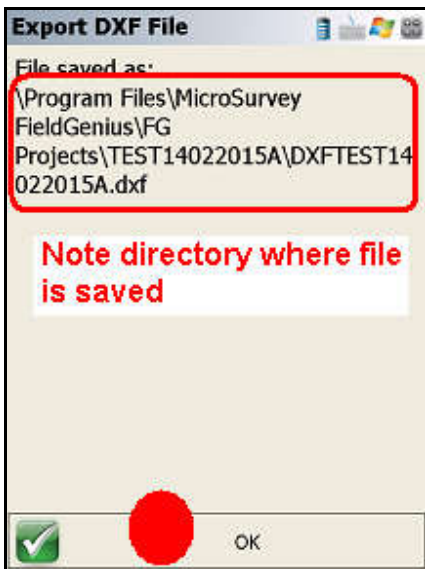 Export DXF File
File saved as:
\Program Files\MicroSurvey
FieldGenius\FG
Projects\TEST14022015A\DXFTEST14
022015A.dxf
Note directory where file
is saved
OK